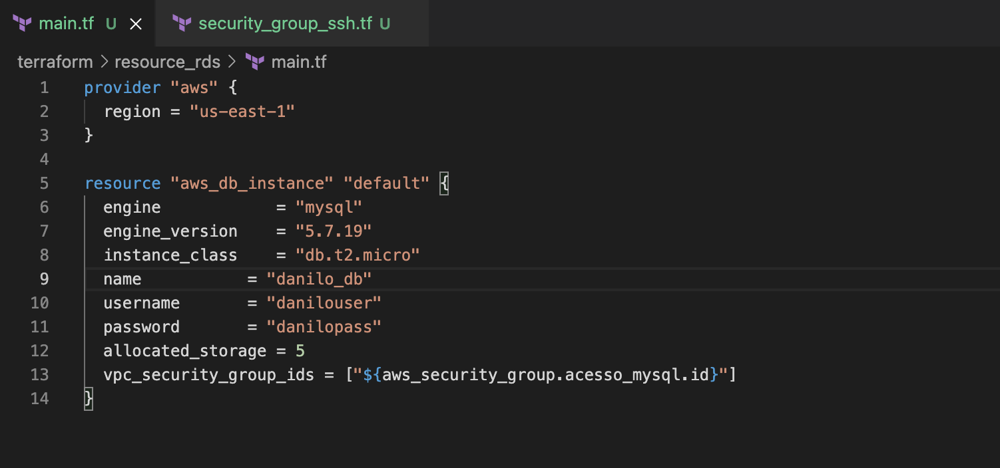 main.tf U ×
security_group_ssh.tf U
terraform > resource_rds > main.tf
1 provider "aws" {
2   region = "us-east-1"
3 }
4
5 resource "aws_db_instance" "default" {
6   engine            = "mysql"
7   engine_version    = "5.7.19"
8   instance_class    = "db.t2.micro"
9   name           = "danilo_db"
10   username       = "danilouser"
11   password       = "danilopass"
12   allocated_storage = 5
13   vpc_security_group_ids = ["${aws_security_group.acesso_mysql.id}"]
14 }